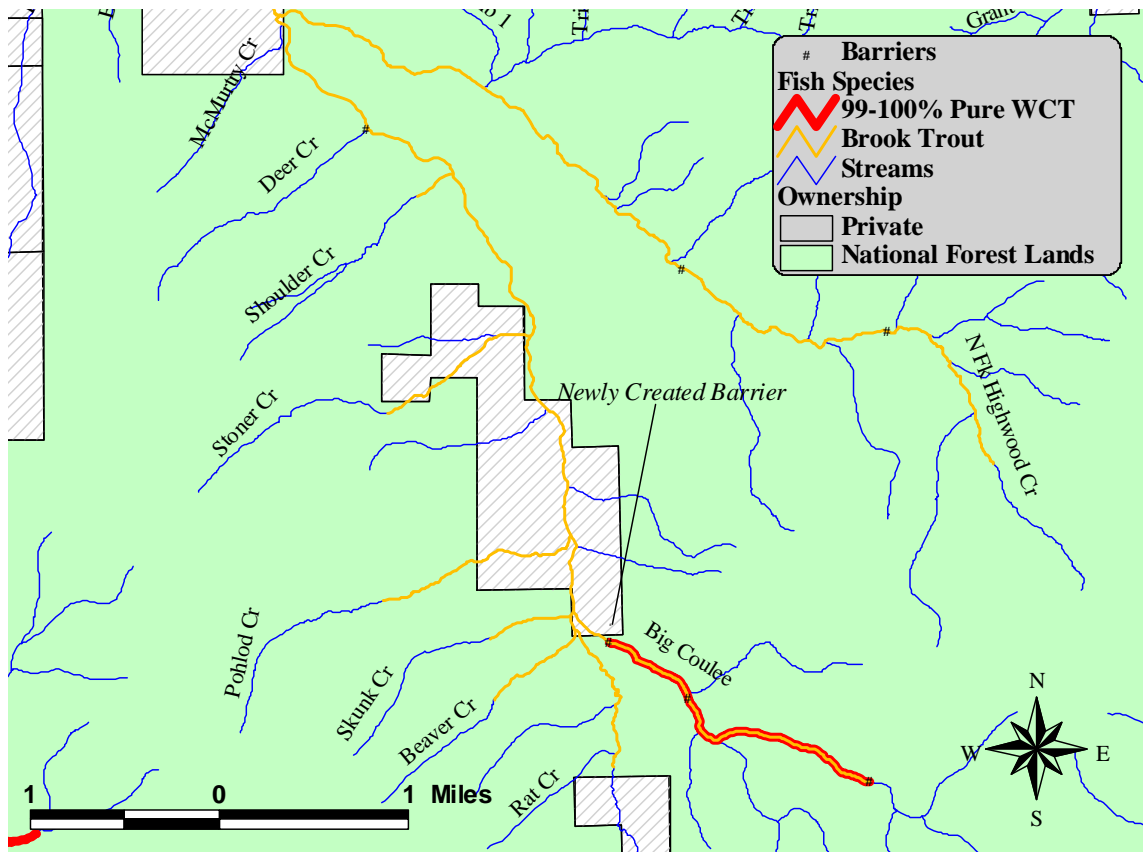 Grant
# Barriers
Fish Species
99-100% Pure WCT
Brook Trout
Streams
Ownership
Private
National Forest Lands
McMurtry Cr
Deer Cr
Shoulder Cr
Stoner Cr
Newly Created Barrier
N Fk Highwood Cr
Pohlod Cr
Skunk Cr
Beaver Cr
Rat Cr
Big Coulee
N
W E
S
1 0 1 Miles